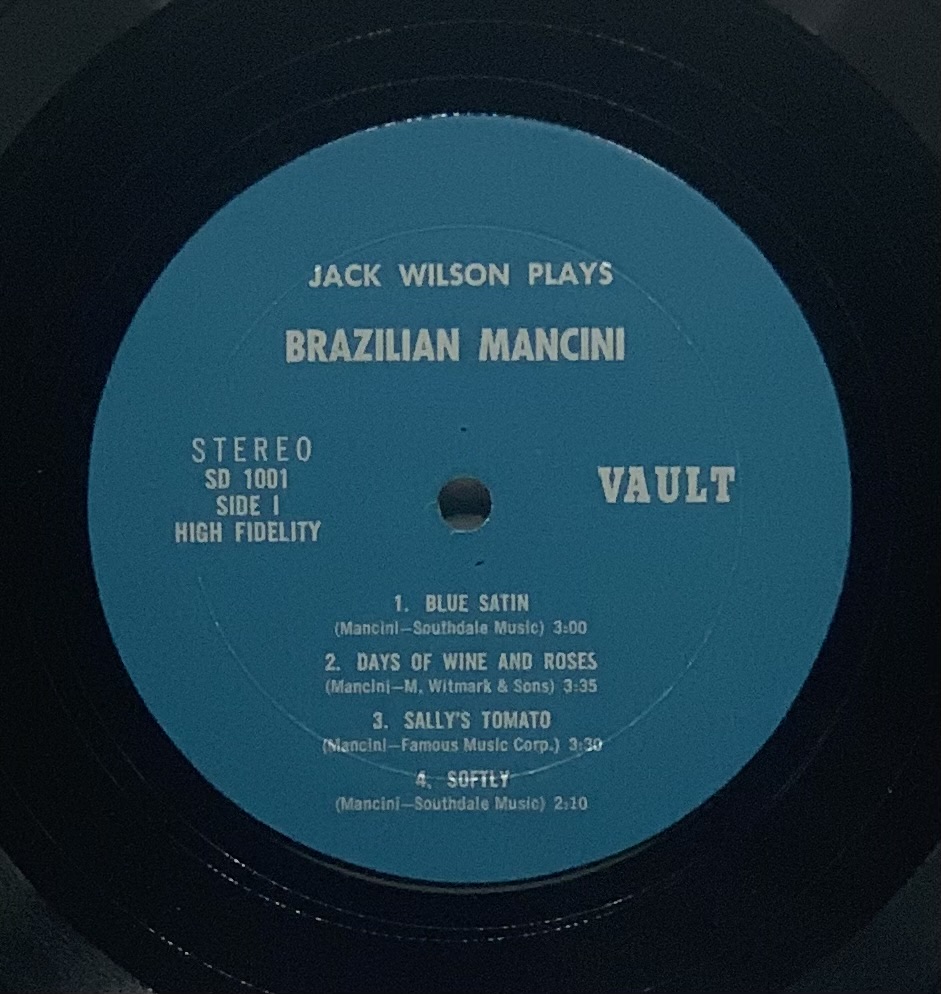 JACK WILSON PLAYS
BRAZILIAN MANCINI
STEREO
SD 1001
SIDE 1
HIGH FIDELITY
VAULT
1. BLUE SATIN
(Mancini—Southdale Music) 3:00
2. DAYS OF WINE AND ROSES
(Mancini—M. Witmark & Sons) 3:35
3. SALLY'S TOMATO
(Mancini—Famous Music Corp.) 3:30
4. SOFTLY
(Mancini—Southdale Music) 2:10